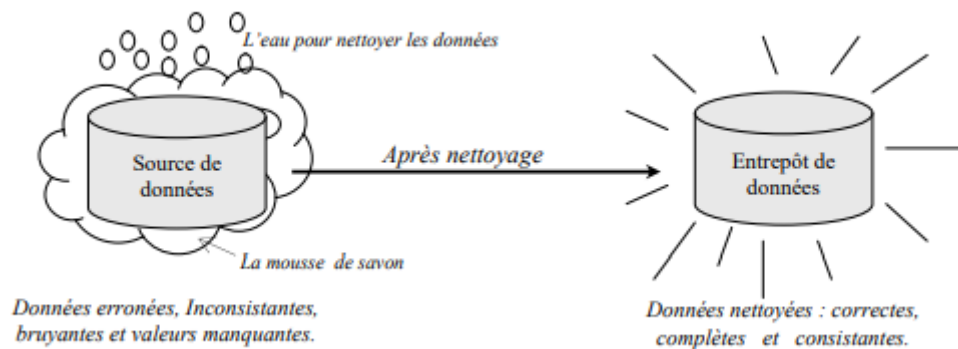 L'eau pour nettoyer les données
Source de
données
Après nettoyage
Entrepôt de
données
La mousse de savon
Données erronées, Inconsistantes,
bruyantes et valeurs manquantes.
Données nettoyées : correctes,
complètes et consistantes.